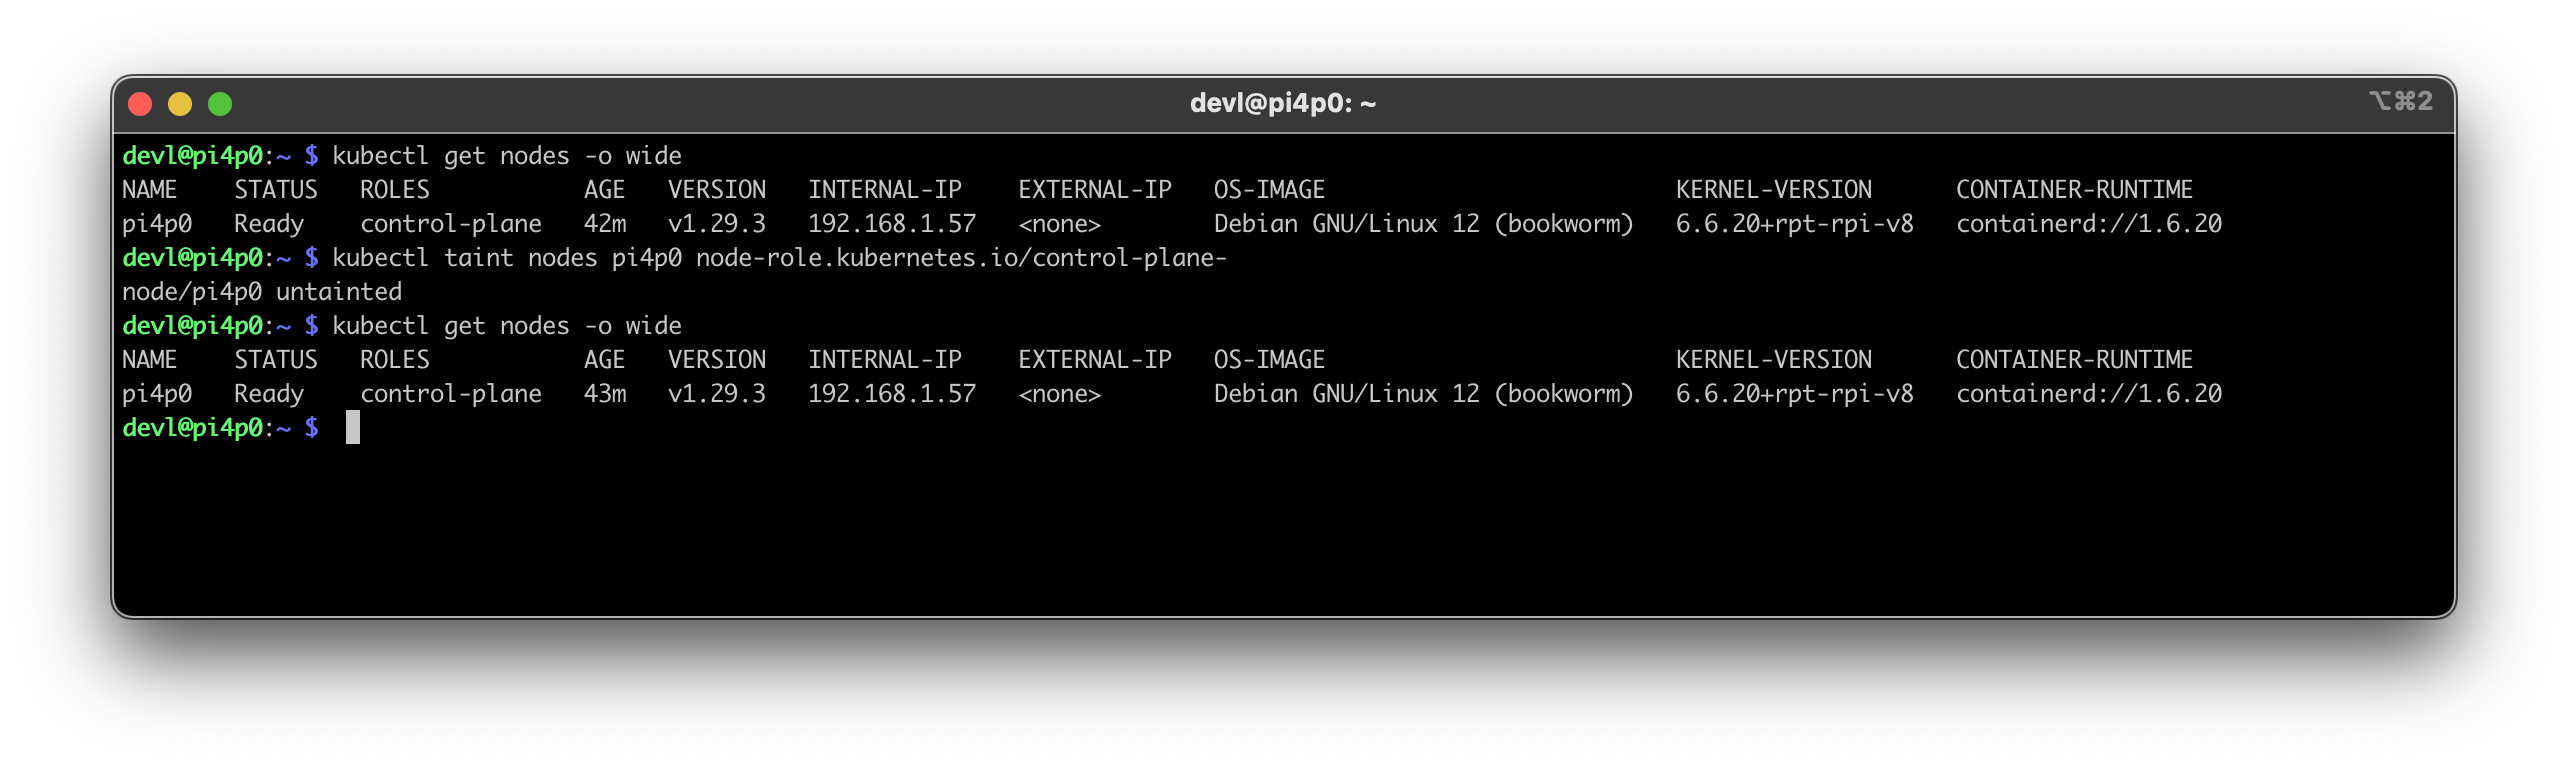 devl@pi4p0: ~
⌥⌘2
devl@pi4p0:~ $ kubectl get nodes -o wide
NAME    STATUS   ROLES           AGE   VERSION   INTERNAL-IP    EXTERNAL-IP   OS-IMAGE                         KERNEL-VERSION      CONTAINER-RUNTIME
pi4p0   Ready    control-plane   42m   v1.29.3   192.168.1.57   <none>        Debian GNU/Linux 12 (bookworm)   6.6.20+rpt-rpi-v8   containerd://1.6.20
devl@pi4p0:~ $ kubectl taint nodes pi4p0 node-role.kubernetes.io/control-plane-
node/pi4p0 untainted
devl@pi4p0:~ $ kubectl get nodes -o wide
NAME    STATUS   ROLES           AGE   VERSION   INTERNAL-IP    EXTERNAL-IP   OS-IMAGE                         KERNEL-VERSION      CONTAINER-RUNTIME
pi4p0   Ready    control-plane   43m   v1.29.3   192.168.1.57   <none>        Debian GNU/Linux 12 (bookworm)   6.6.20+rpt-rpi-v8   containerd://1.6.20
devl@pi4p0:~ $